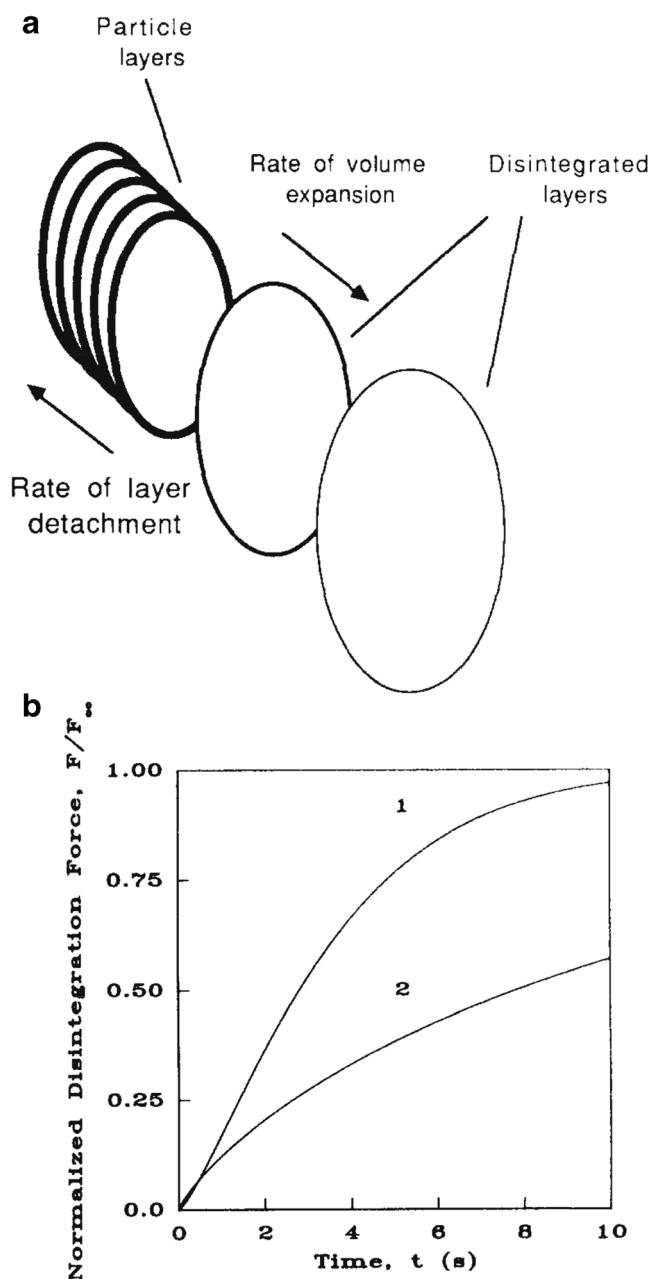 a
Particle
layers
Rate of volume
expansion
Disintegrated
layers
Rate of layer
detachment
b
Normalized Disintegration Force, F/F∞
1.00
0.75
0.50
0.25
0.0
1
2
0 2 4 6 8 10
Time, t (s)